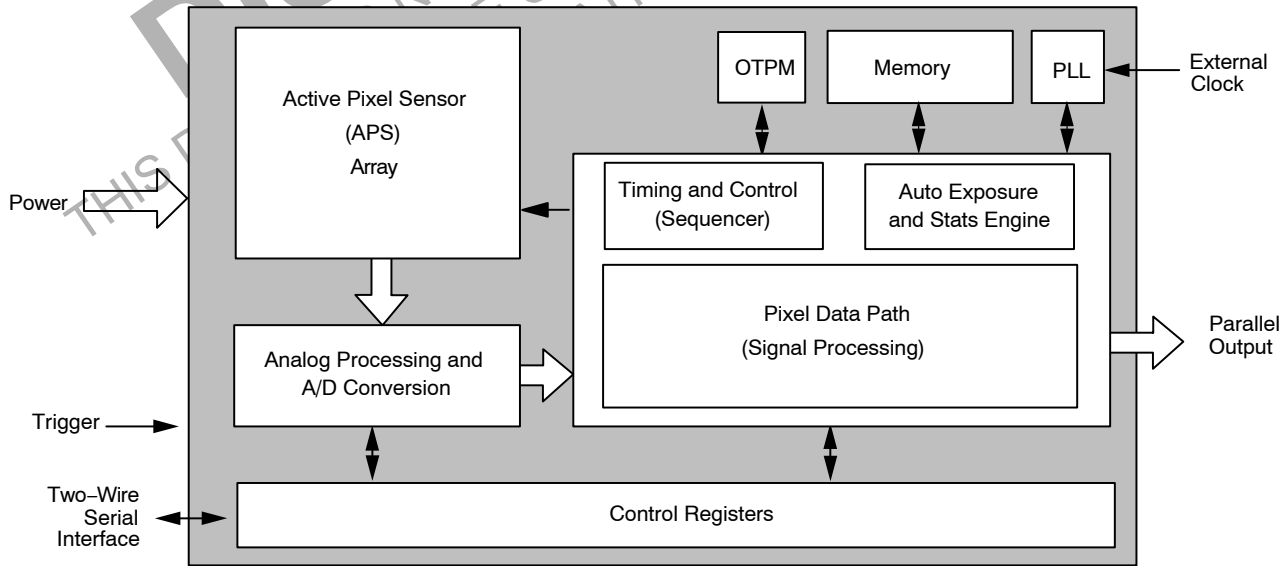 OTPM
Memory
PLL
External
Clock
Active Pixel Sensor
(APS)
Array
Power
THIS
Timing and Control
(Sequencer)
Auto Exposure
and Stats Engine
Pixel Data Path
(Signal Processing)
Parallel
Output
Analog Processing and
A/D Conversion
Trigger
Two−Wire
Serial
Interface
Control Registers